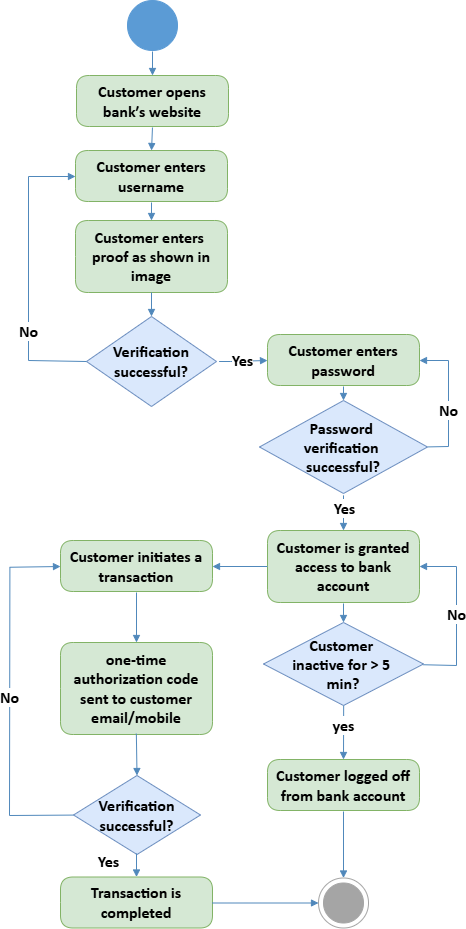 Customer opens
bank's website
Customer enters
username
Customer enters
proof as shown in
image
No
Verification
successful?
Yes
Customer enters
password
No
Password
verification
successful?
Yes
Customer initiates a
transaction
Customer is granted
access to bank
account
No
Customer
inactive for > 5
min?
one-time
authorization code
sent to customer
email/mobile
No
yes
Customer logged off
from bank account
Verification
successful?
Yes
Transaction is
completed